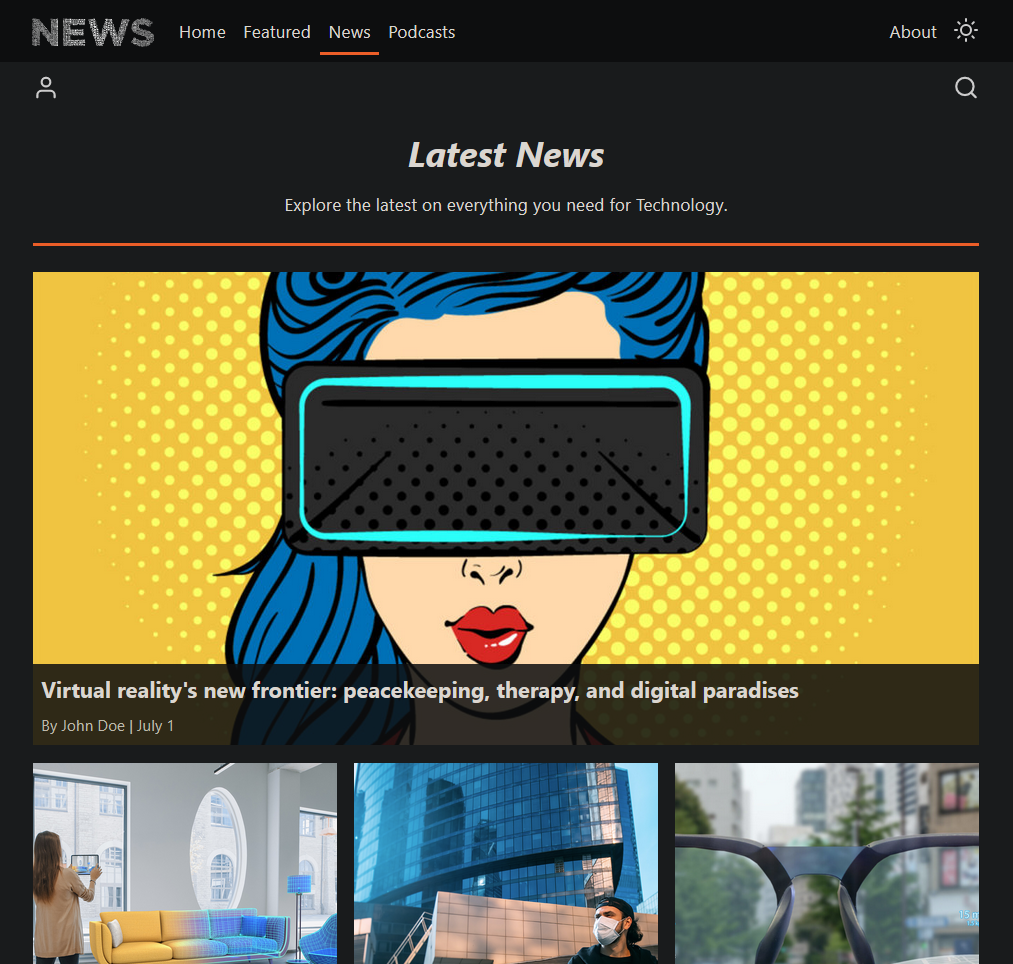 NEWS Home Featured News Podcasts About
Latest News
Explore the latest on everything you need for Technology.
Virtual reality's new frontier: peacekeeping, therapy, and digital paradises
By John Doe | July 1
15 m